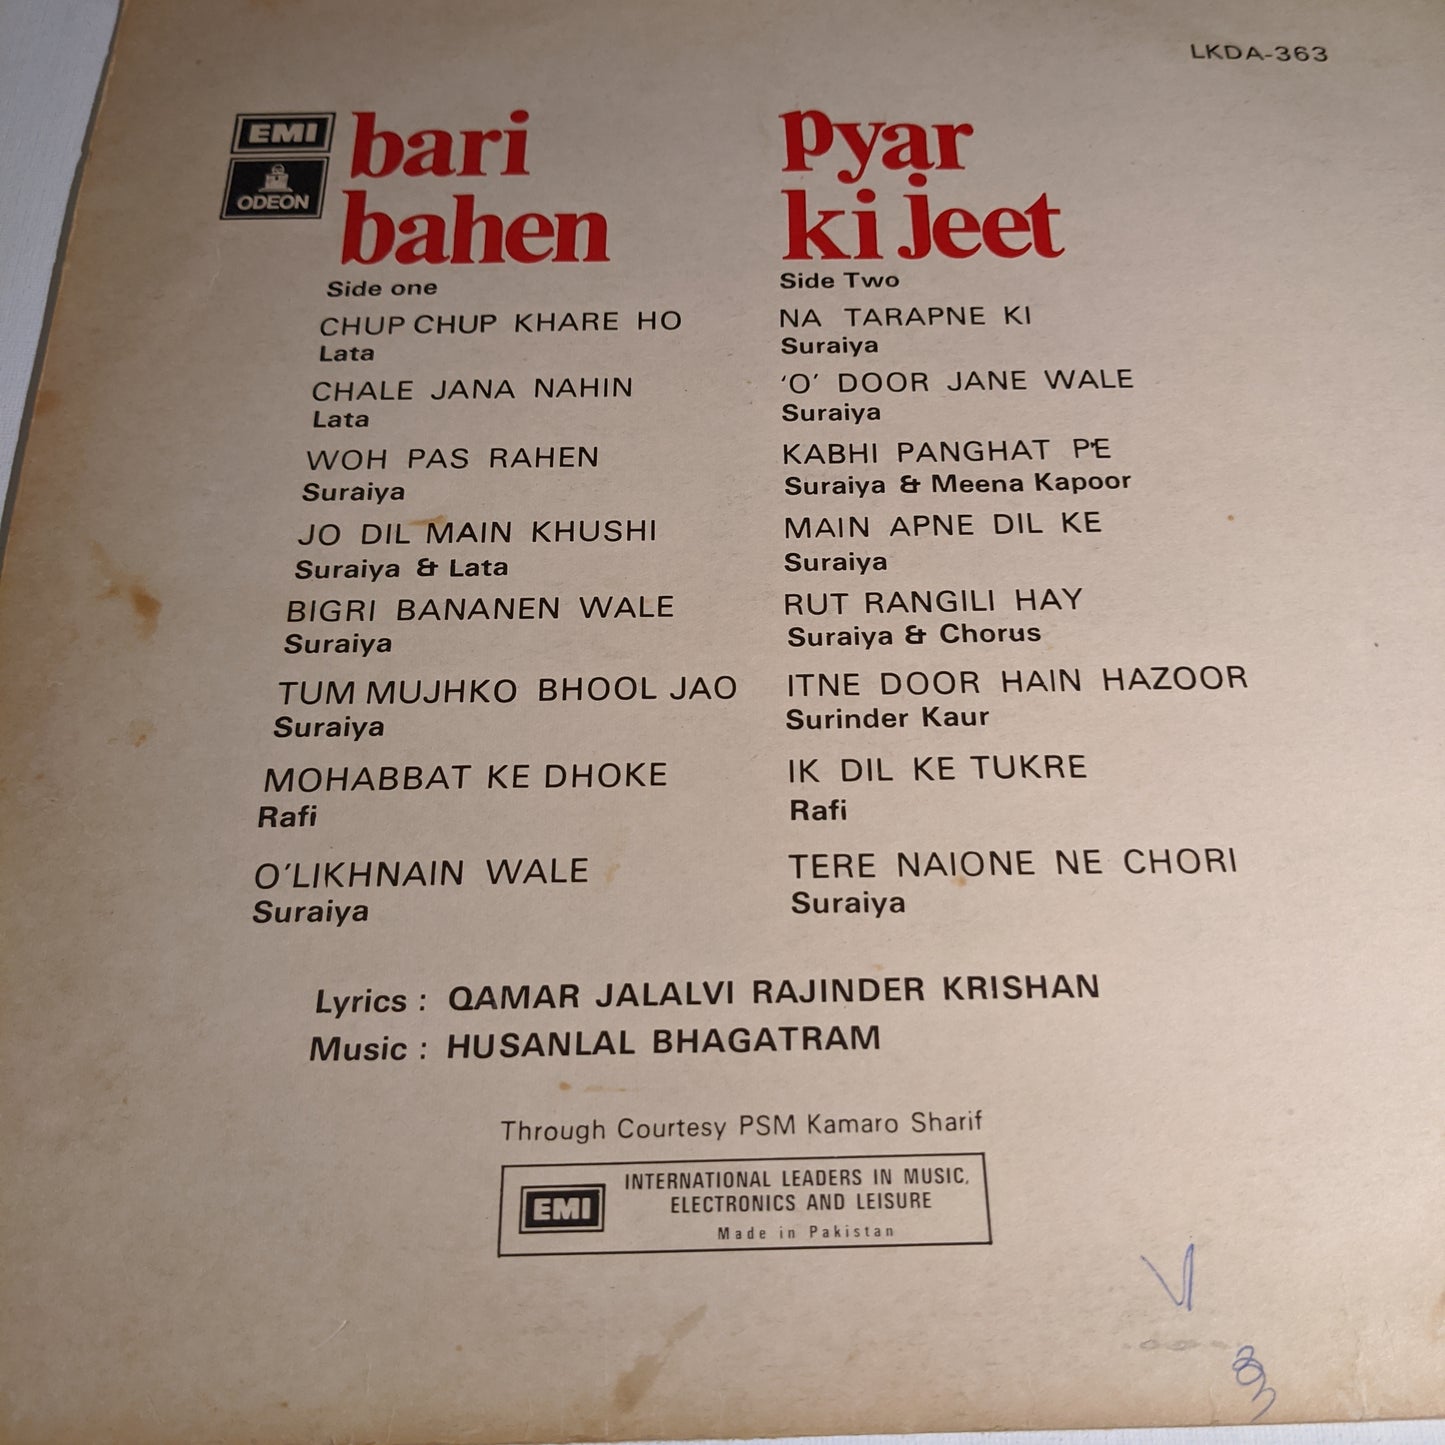 LKDA-363
EMI
ODEON
bari
bahen
Side one
CHUP CHUP KHARE HO
Lata
CHALE JANA NAHIN
Lata
WOH PAS RAHEN
Suraiya
JO DIL MAIN KHUSHI
Suraiya & Lata
BIGRI BANANEN WALE
Suraiya
TUM MUJHKO BHOOL JAO
Suraiya
MOHABBAT KE DHOKE
Rafi
O'LIKHNAIN WALE
Suraiya
pyar
ki jeet
Side Two
NA TARAPNE KI
Suraiya
‘O’ DOOR JANE WALE
Suraiya
KABHI PANGHAT PE
Suraiya & Meena Kapoor
MAIN APNE DIL KE
Suraiya
RUT RANGILI HAY
Suraiya & Chorus
ITNE DOOR HAIN HAZOOR
Surinder Kaur
IK DIL KE TUKRE
Rafi
TERE NAIONE NE CHORI
Suraiya
Lyrics : QAMAR JALALVI RAJINDER KRISHAN
Music : HUSANLAL BHAGATRAM
Through Courtesy PSM Kamaro Sharif
EMI
INTERNATIONAL LEADERS IN MUSIC,
ELECTRONICS AND LEISURE
Made in Pakistan